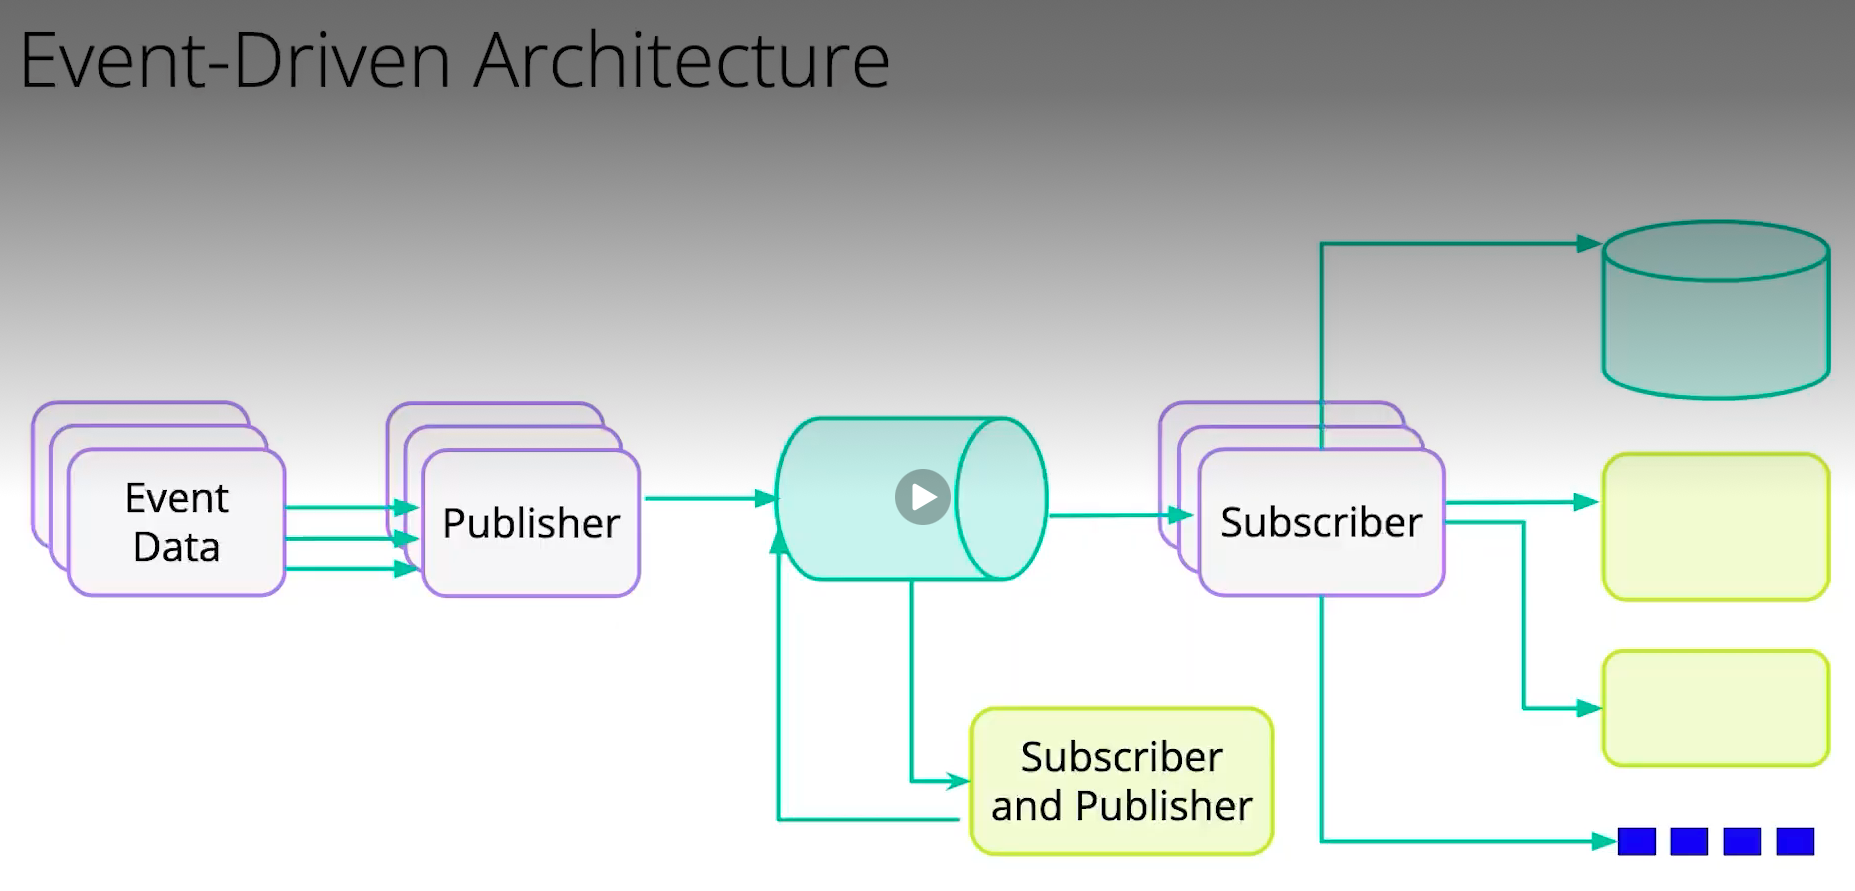 Event-Driven Architecture
Event
Data
Publisher
Subscriber
Subscriber
and Publisher